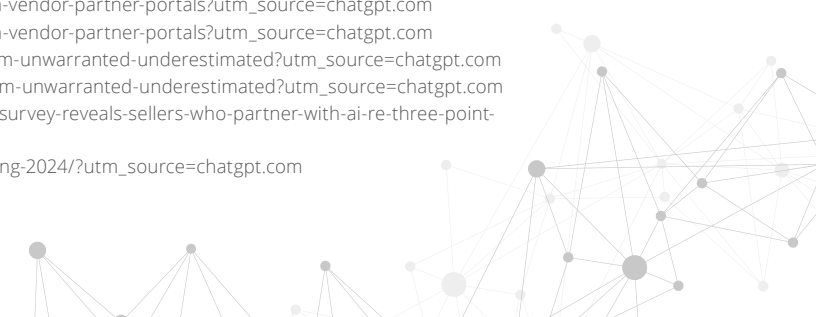 -vendor-partner-portals?utm_source=chatgpt.com
-vendor-partner-portals?utm_source=chatgpt.com
m-unwarranted-underestimated?utm_source=chatgpt.com
m-unwarranted-underestimated?utm_source=chatgpt.com
survey-reveals-sellers-who-partner-with-ai-re-three-point-
ng-2024/?utm_source=chatgpt.com